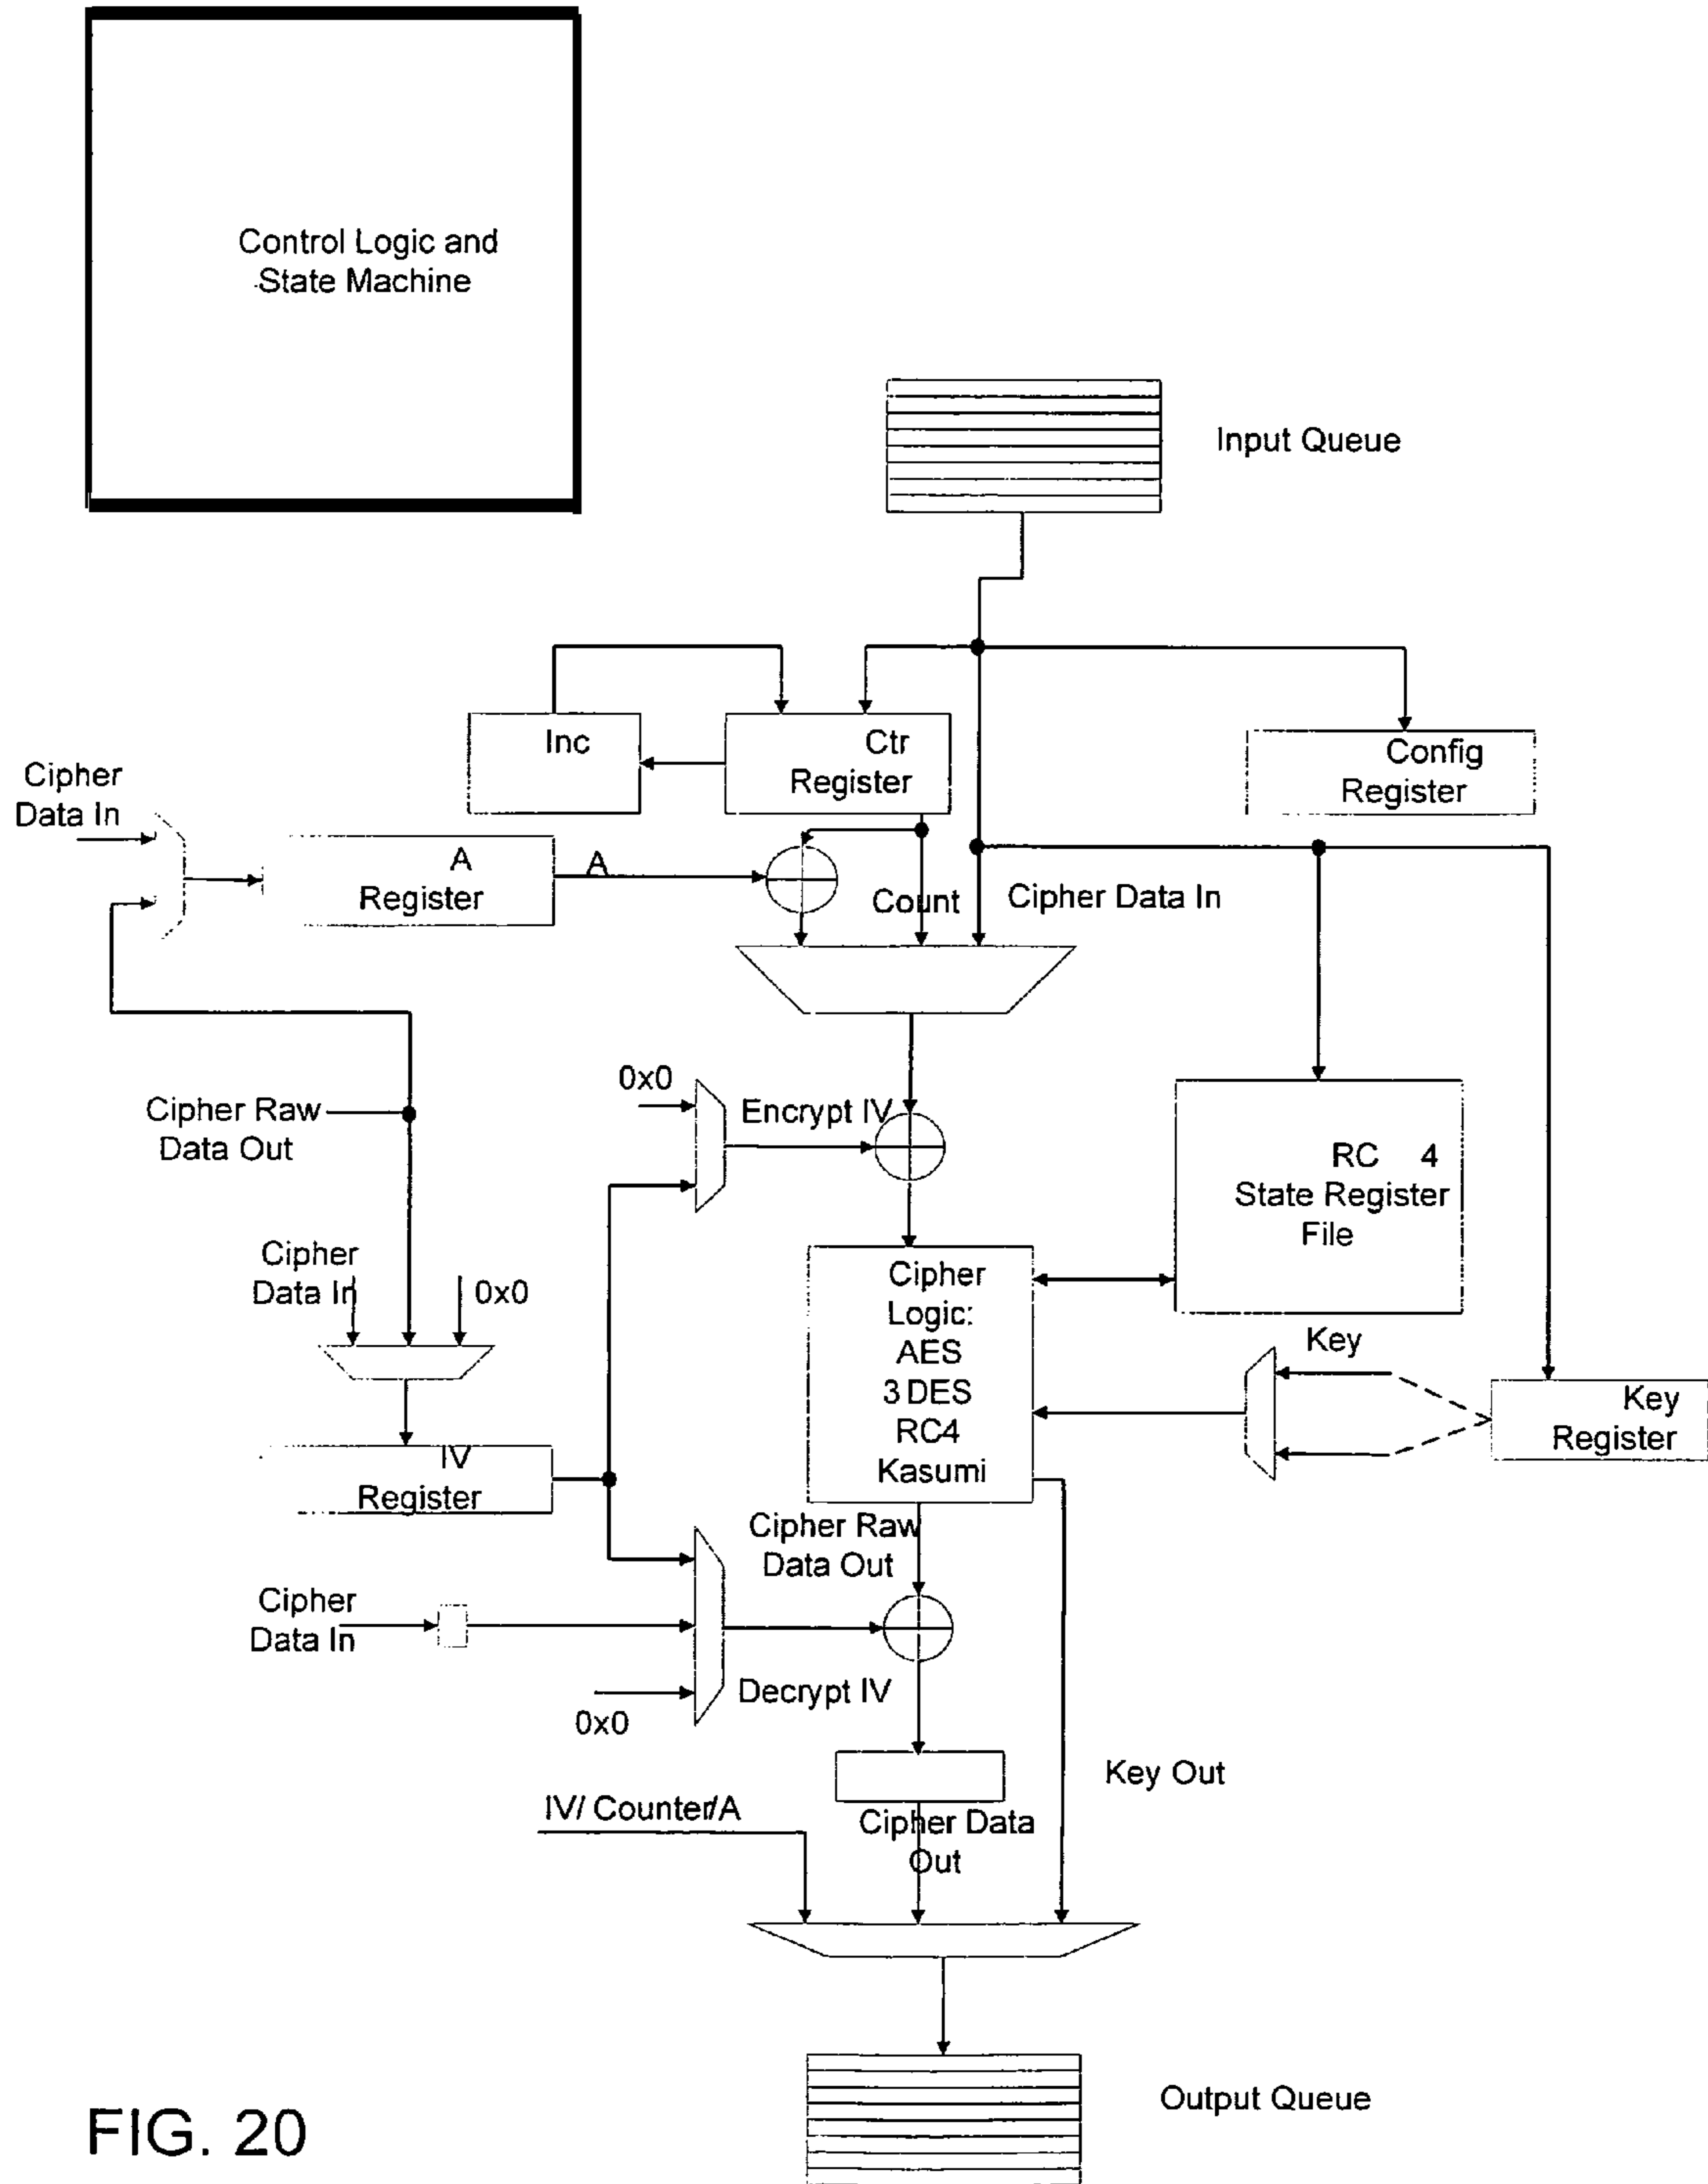 Control Logic and
State Machine
Input Queue
Inc
Ctr
Register
Config
Register
Cipher
Data In
A
Register
A
Count
Cipher Data In
0x0
Encrypt IV
Cipher Raw
Data Out
RC 4
State Register
File
Cipher
Data In
0x0
Cipher
Logic:
AES
3 DES
RC4
Kasumi
Key
Key
Register
IV
Register
Cipher Raw
Data Out
Cipher
Data In
Decrypt IV
0x0
Key Out
IV/ Counter/A
Cipher Data
Out
Output Queue
FIG. 20